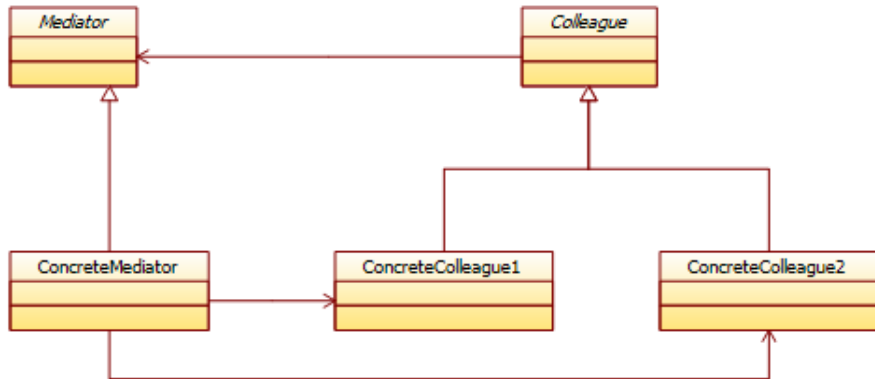 Mediator
Colleague
ConcreteMediator
ConcreteColleague1
ConcreteColleague2